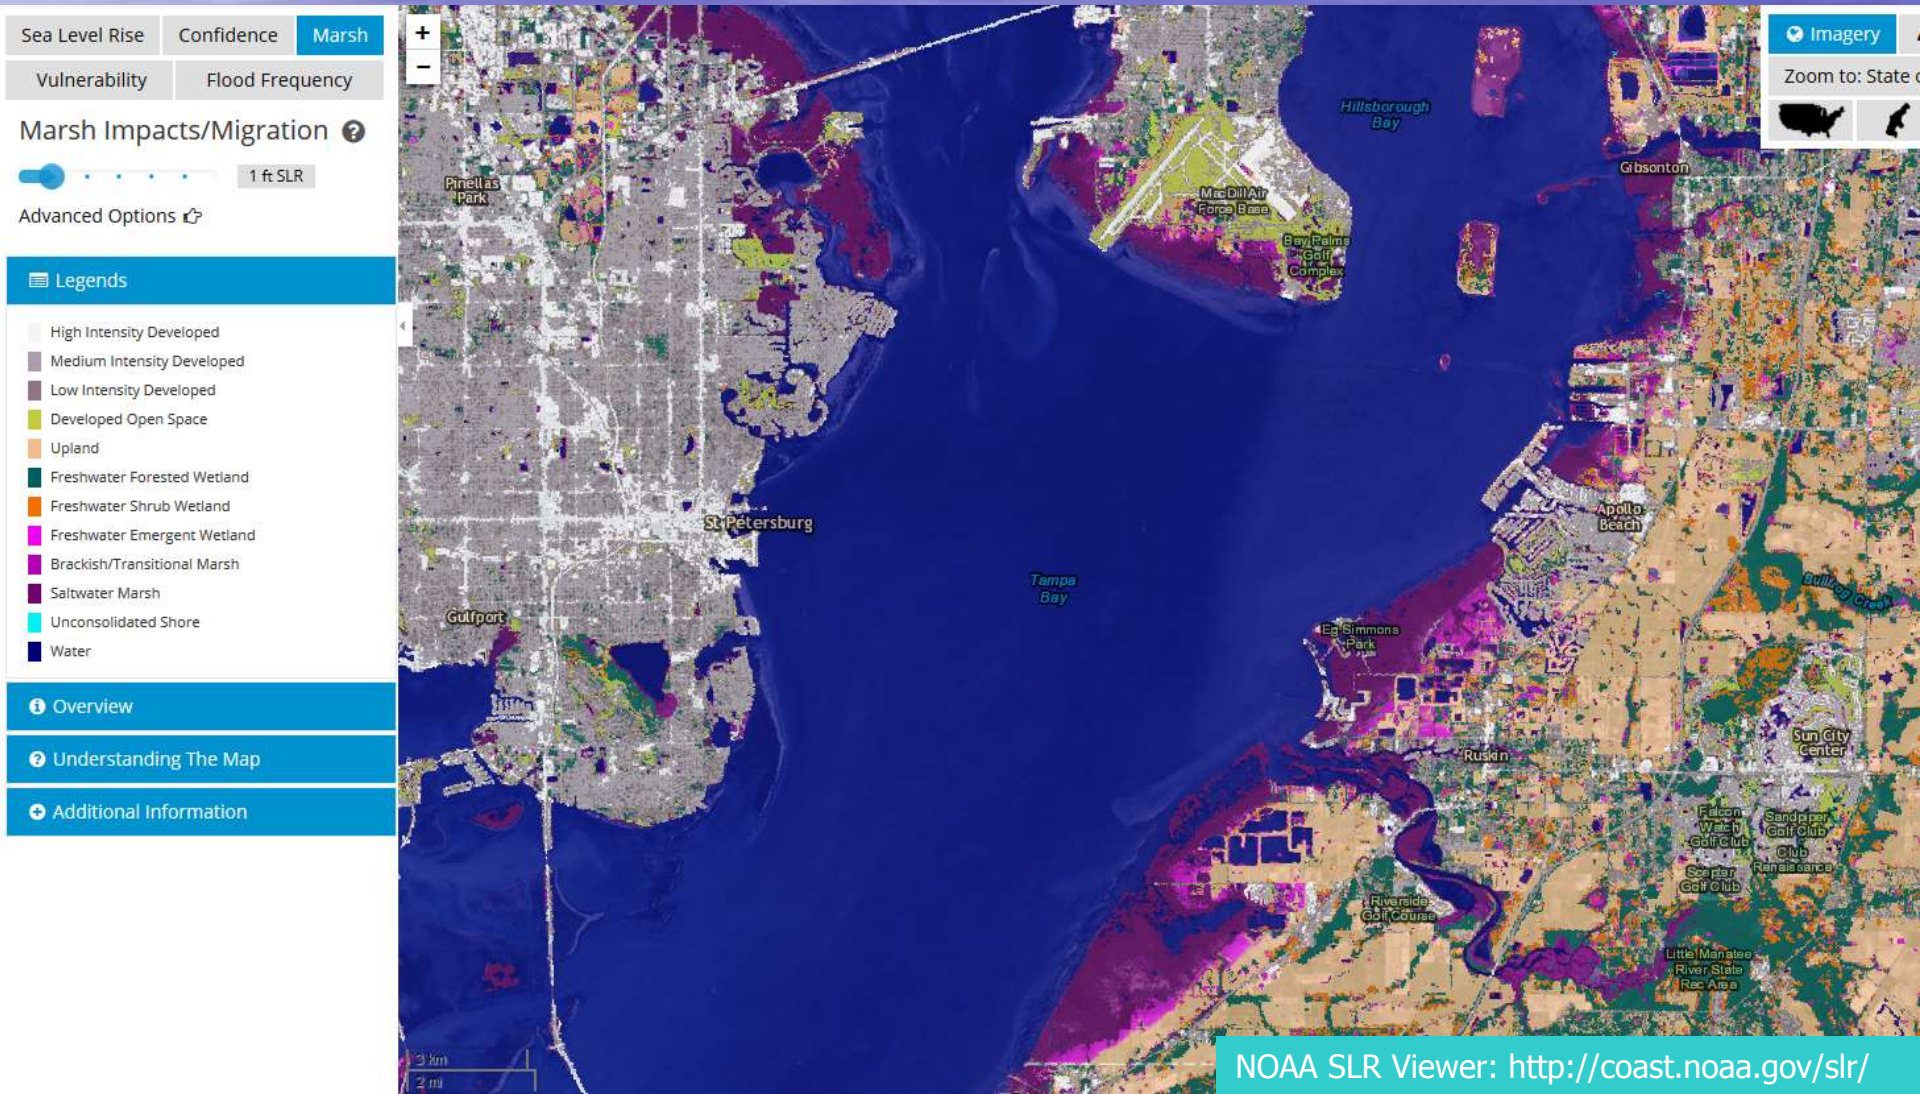 Sea Level Rise
Confidence
Marsh
Vulnerability
Flood Frequency
Marsh Impacts/Migration
1 ft SLR
Advanced Options
Legends
High Intensity Developed
Medium Intensity Developed
Low Intensity Developed
Developed Open Space
Upland
Freshwater Forested Wetland
Freshwater Shrub Wetland
Freshwater Emergent Wetland
Brackish/Transitional Marsh
Saltwater Marsh
Unconsolidated Shore
Water
Overview
Understanding The Map
Additional Information
+
−
Imagery
Zoom to: State
Hillsborough
Bay
Gibsonton
Pinellas
Park
MacDill Air
Force Base
Bay Palms
Golf
Complex
St Petersburg
Apollo
Beach
Tampa
Bay
Bullfrog Creek
Gulfport
Eg Simmons
Park
Sun City
Center
Ruskin
Falcon
Watch
Golf Club
Sandpiper
Golf Club
Club
Renaissance
Scepter
Golf Club
Riverside
Golf Course
Little Manatee
River State
Rec Area
3 km
2 mi
NOAA SLR Viewer: http://coast.noaa.gov/slr/